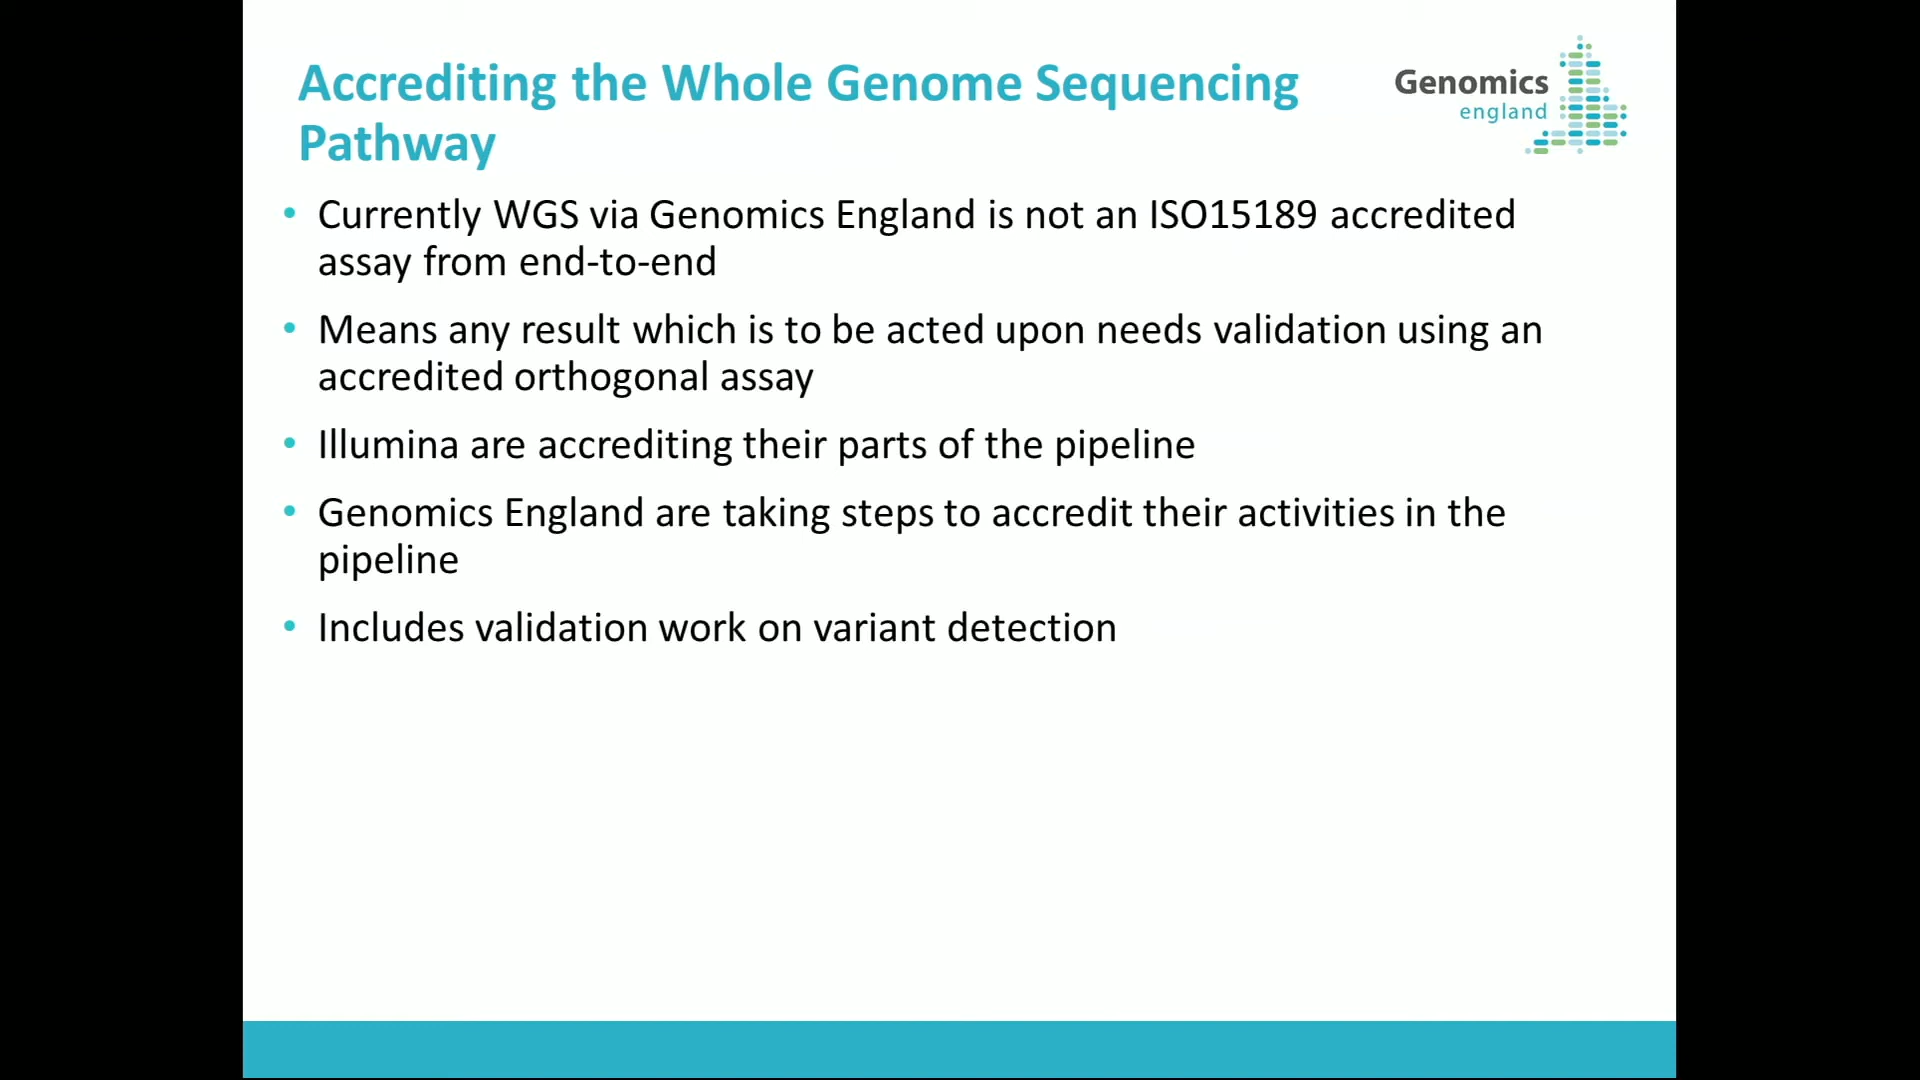 Accrediting the Whole Genome Sequencing
Pathway
Genomics
england
• Currently WGS via Genomics England is not an ISO15189 accredited
assay from end-to-end
• Means any result which is to be acted upon needs validation using an
accredited orthogonal assay
• Illumina are accrediting their parts of the pipeline
• Genomics England are taking steps to accredit their activities in the
pipeline
• Includes validation work on variant detection